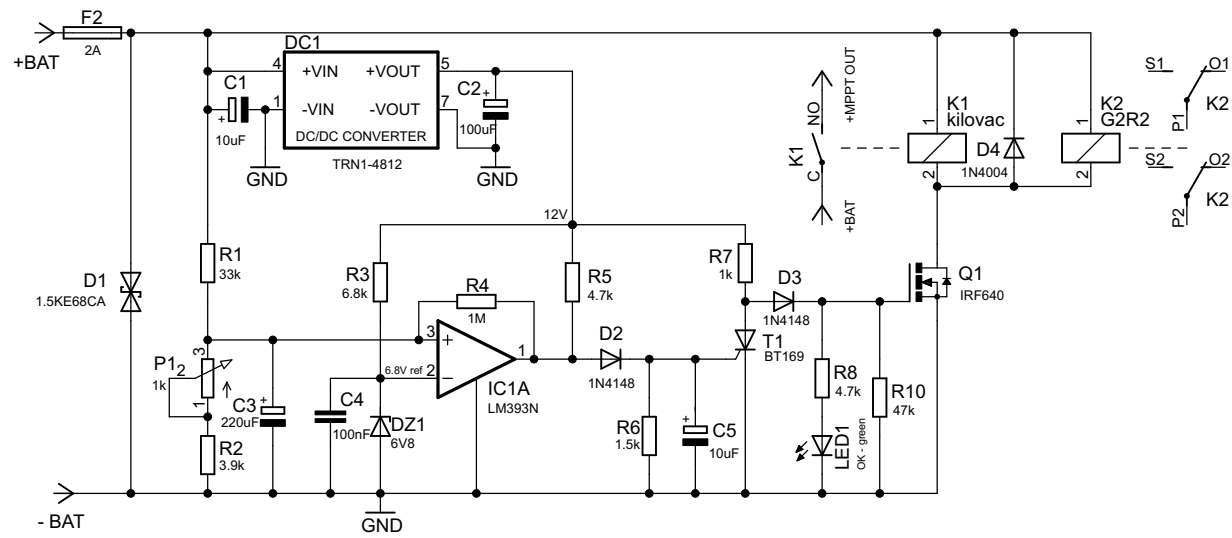 F2
2A
+BAT
DC1
4 +VIN +VOUT 5
1 -VIN -VOUT 7
DC/DC CONVERTER
TRN1-4812
C1
+
10uF
GND
C2
+
100uF
GND
12V
R1
33k
D1
1.5KE68CA
P1
1k
3
2
1
R2
3.9k
C3
+
220uF
R3
6.8k
R4
1M
6.8V ref
3 +
2 -
1
IC1A
LM393N
C4
100nF
DZ1
6V8
R5
4.7k
D2
1N4148
R6
1.5k
C5
+
10uF
R7
1k
D3
1N4148
T1
BT169
R8
4.7k
LED1
OK - green
R10
47k
Q1
IRF640
K1
NO
C
+MPPT OUT
+BAT
K1
kilovac
1
2
D4
1N4004
K2
G2R2
1
2
S1
O1
P1
K2
S2
O2
P2
K2
- BAT
GND